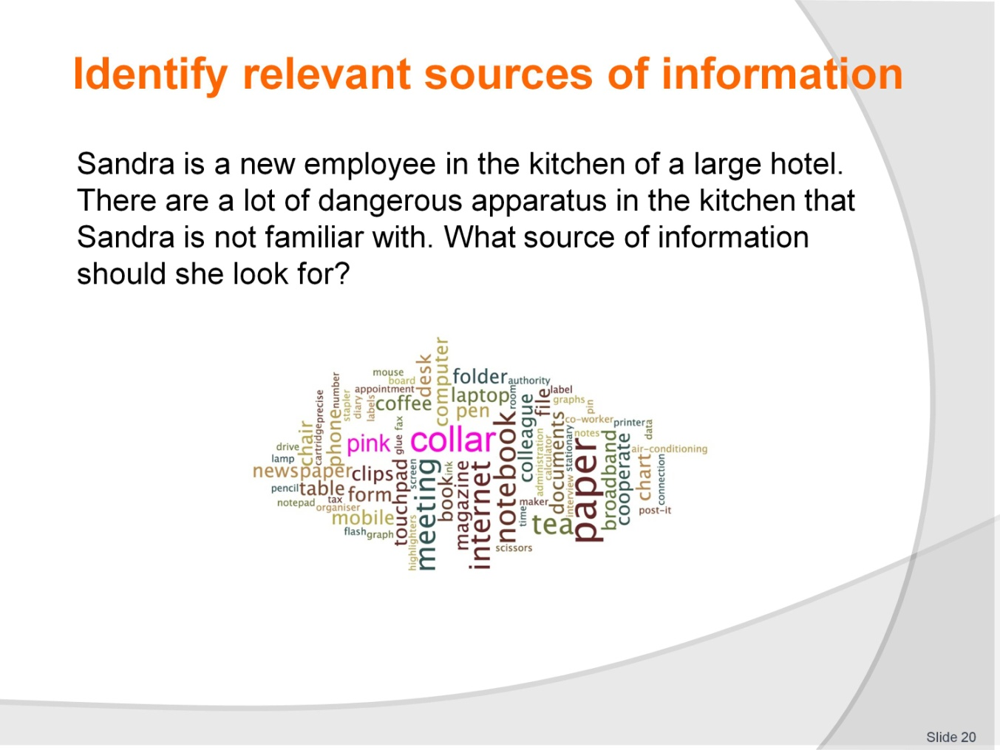 Identify relevant sources of information
Sandra is a new employee in the kitchen of a large hotel.
There are a lot of dangerous apparatus in the kitchen that
Sandra is not familiar with. What source of information
should she look for?
computer
desk
mouse
board
folder
authority
number
appointment
laptop
room
label
file
graphs
pin
precise
stapler
diary
labels
coffee
pen
colleague
co-worker
printer
data
chair
cartridge
phone
fax
notebook
documents
notes
drive
pink
glue
collar
administration
calculator
stationary
paper
broadband
cooperate
air-conditioning
lamp
newspaper
clips
touchpad
screen
meeting
ink
book
magazine
internet
interview
chart
connection
pencil
table
form
tax
notepad
organiser
maker
time
post-it
mobile
tea
flash
graph
highlighters
scissors
Slide 20